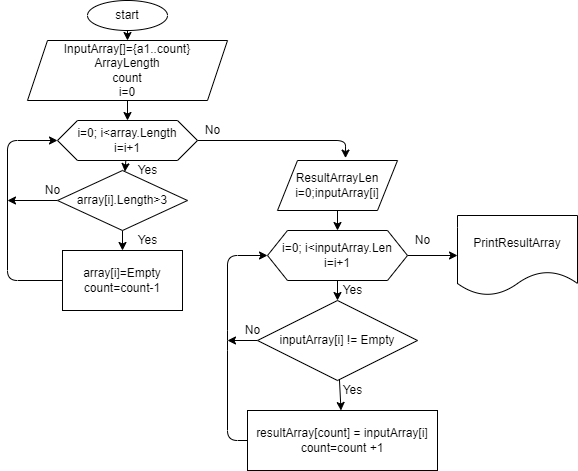 start
InputArray[]={a1..count}
ArrayLength
count
i=0
i=0; i<array.Length
i=i+1
No
Yes
No
array[i].Length>3
Yes
array[i]=Empty
count=count-1
ResultArrayLen
i=0;inputArray[i]
i=0; i<inputArray.Len
i=i+1
No
PrintResultArray
Yes
No
inputArray[i] != Empty
Yes
resultArray[count] = inputArray[i]
count=count +1